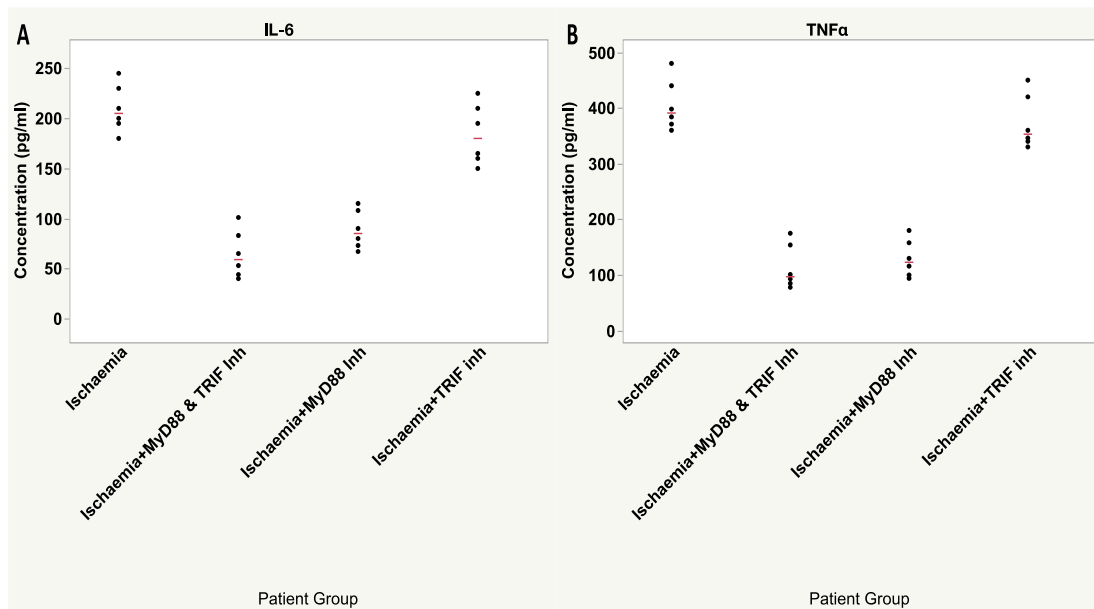 A
IL-6
Concentration (pg/ml)
250
200
150
100
50
0
Ischaemia
Ischaemia+MyD88 & TRIF Inh
Ischaemia+MyD88 Inh
Ischaemia+TRIF inh
Patient Group
B
TNFα
Concentration (pg/ml)
500
400
300
200
100
0
Ischaemia
Ischaemia+MyD88 & TRIF Inh
Ischaemia+MyD88 Inh
Ischaemia+TRIF inh
Patient Group